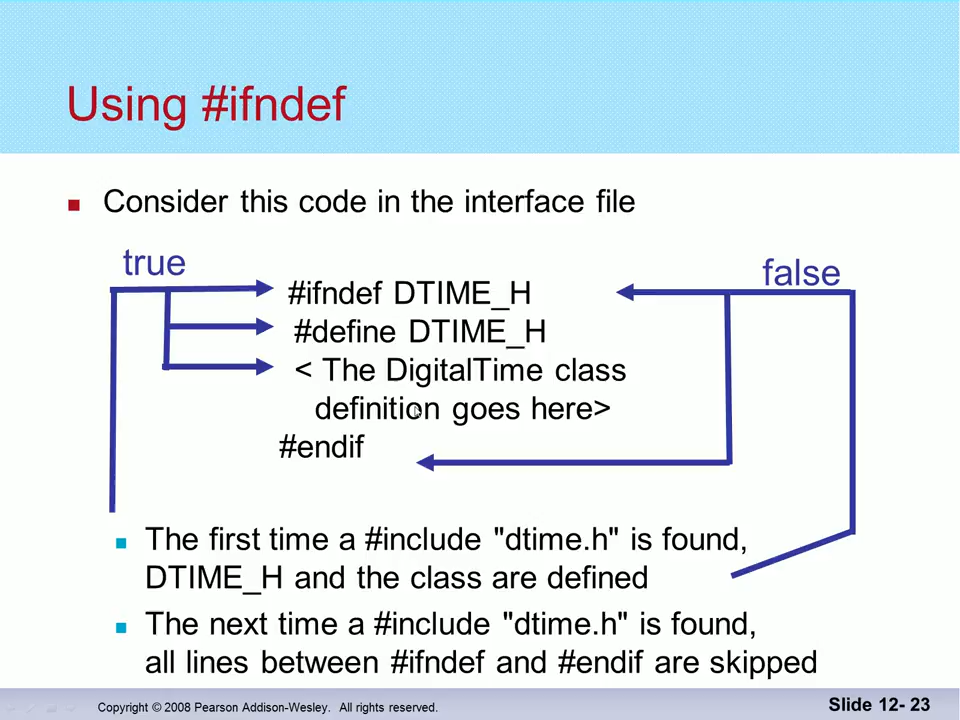 Using #ifndef
Consider this code in the interface file
true
false
#ifndef DTIME_H
#define DTIME_H
< The DigitalTime class
definition goes here>
#endif
The first time a #include "dtime.h" is found,
DTIME_H and the class are defined
The next time a #include "dtime.h" is found,
all lines between #ifndef and #endif are skipped
Copyright © 2008 Pearson Addison-Wesley. All rights reserved.
Slide 12- 23